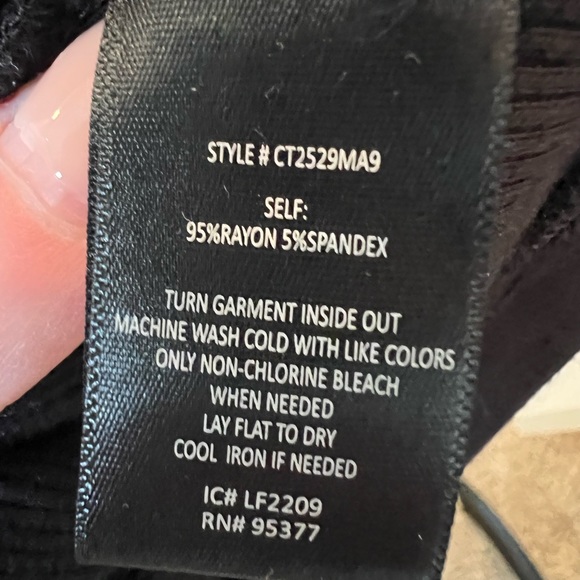 STYLE # CT2529MA9
SELF:
95%RAYON 5%SPANDEX
TURN GARMENT INSIDE OUT
MACHINE WASH COLD WITH LIKE COLORS
ONLY NON-CHLORINE BLEACH
WHEN NEEDED
LAY FLAT TO DRY
COOL IRON IF NEEDED
IC# LF2209
RN# 95377